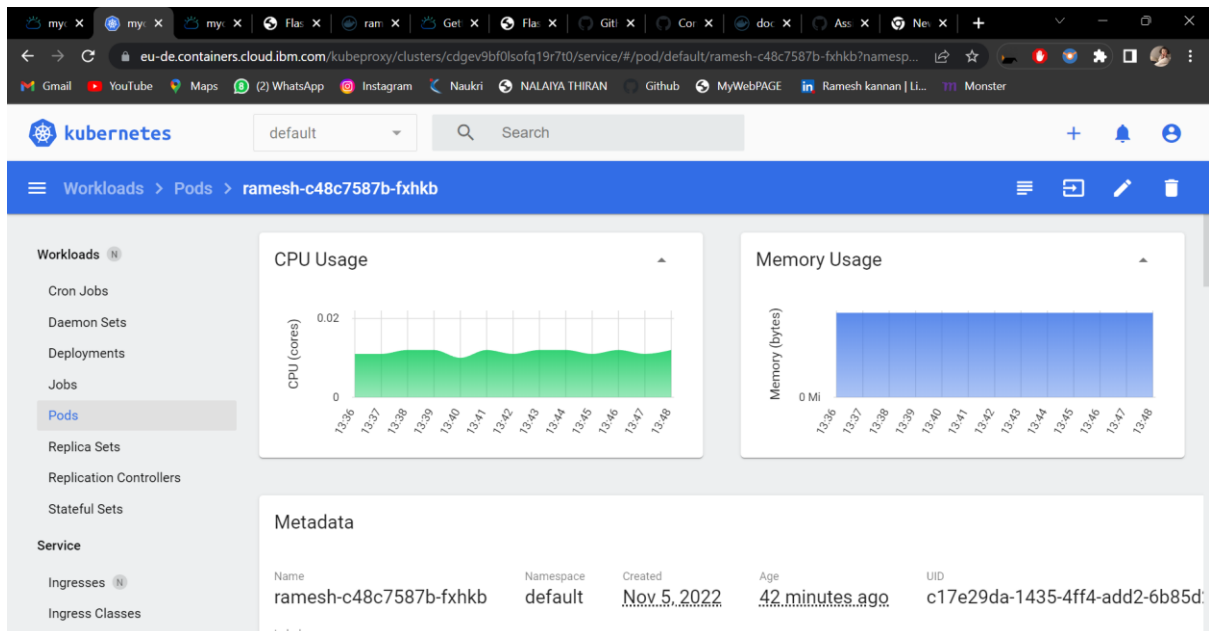 myc myc myc Flas ram Get Flas Gitl Cor doc Ass Nev
eu-de.containers.cloud.ibm.com/kubeproxy/clusters/cdgev9bf0lsofq19r7t0/service/#/pod/default/ramesh-c48c7587b-fxhkb?namesp...
Gmail YouTube Maps (2) WhatsApp Instagram Naukri NALAIYA THIRAN Github MyWebPAGE Ramesh kannan | Li... Monster
kubernetes default Search
Workloads > Pods > ramesh-c48c7587b-fxhkb
Workloads N
Cron Jobs
Daemon Sets
Deployments
Jobs
Pods
Replica Sets
Replication Controllers
Stateful Sets
Service
Ingresses N
Ingress Classes
CPU Usage
CPU (cores)
0.02
0
13:36 13:37 13:38 13:39 13:40 13:41 13:42 13:43 13:44 13:45 13:46 13:47 13:48
Memory Usage
Memory (bytes)
0 Mi
13:36 13:37 13:38 13:39 13:40 13:41 13:42 13:43 13:44 13:45 13:46 13:47 13:48
Metadata
Name Namespace Created Age UID
ramesh-c48c7587b-fxhkb default Nov 5, 2022 42 minutes ago c17e29da-1435-4ff4-add2-6b85d